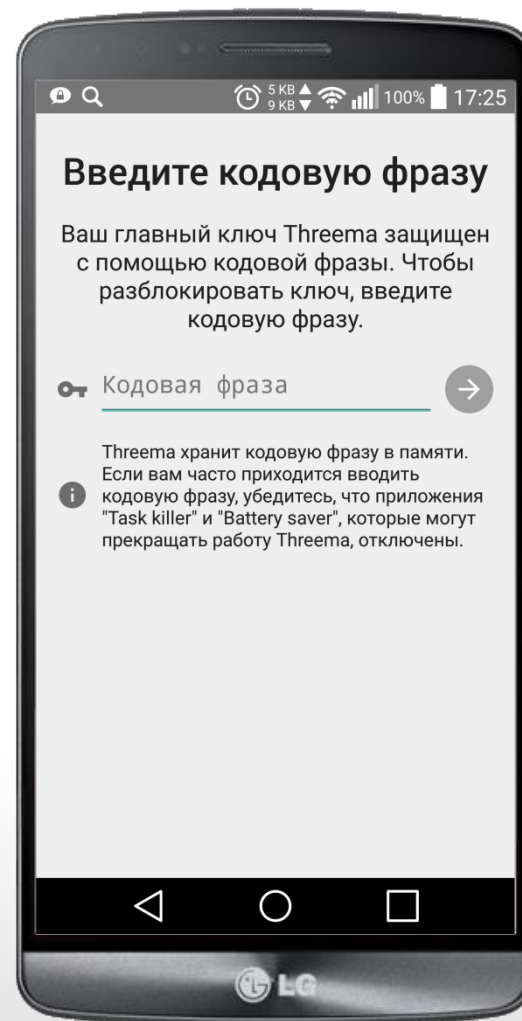 5 KB
9 KB
100%
17:25
Введите кодовую фразу
Ваш главный ключ Threema защищен
с помощью кодовой фразы. Чтобы
разблокировать ключ, введите
кодовую фразу.
Кодовая фраза
Threema хранит кодовую фразу в памяти.
Если вам часто приходится вводить
кодовую фразу, убедитесь, что приложения
"Task killer" и "Battery saver", которые могут
прекращать работу Threema, отключены.
LG